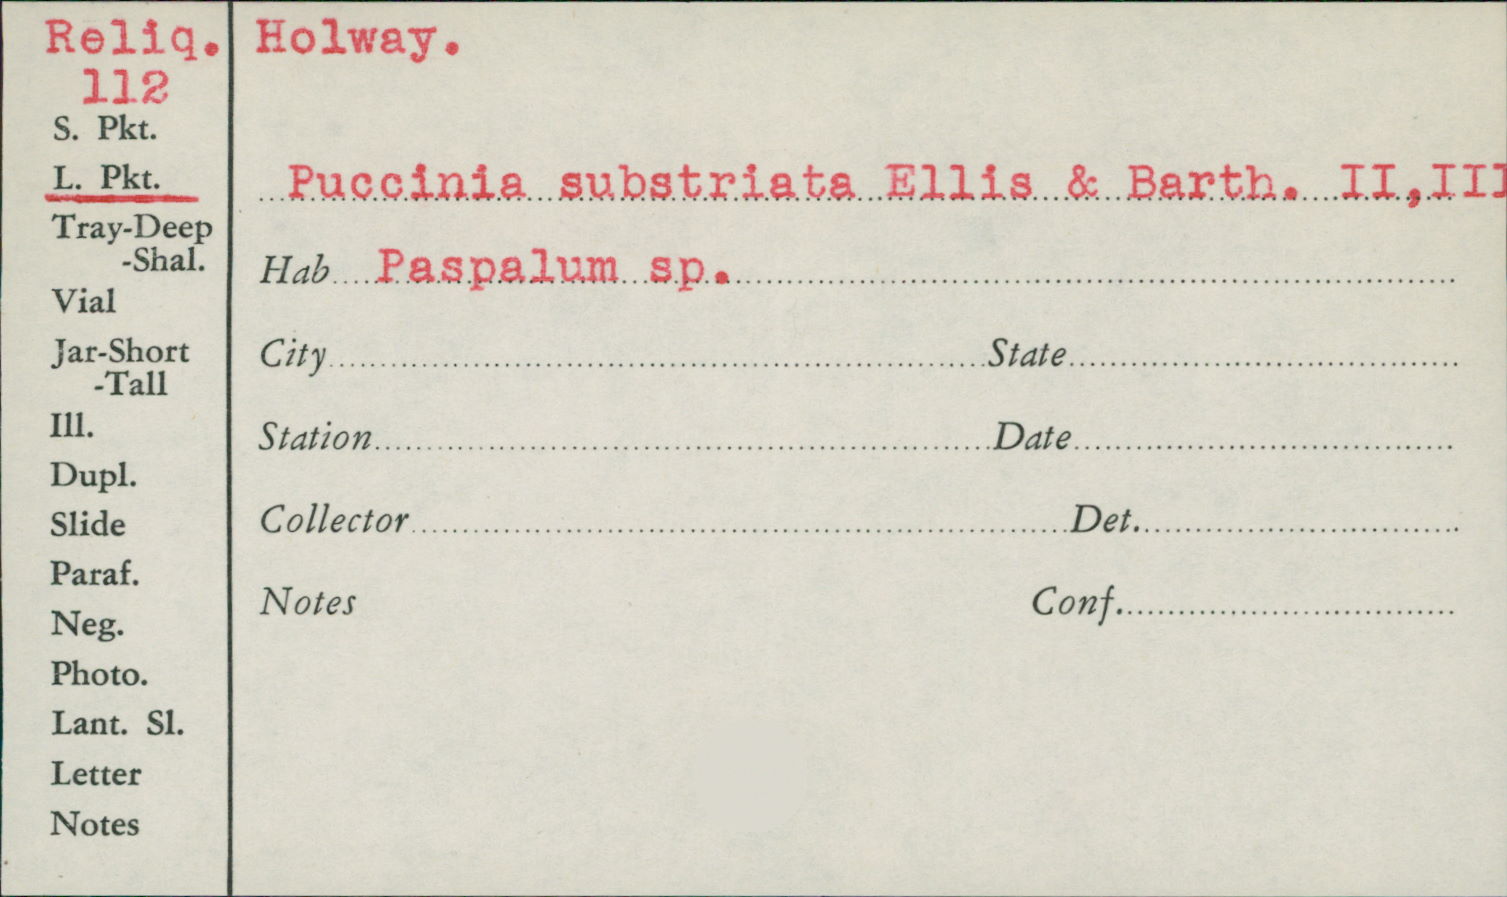 Reliq. Holway.
112
S. Pkt.
L. Pkt.
Tray-Deep
-Shal.
Vial
Jar-Short
-Tall
Ill.
Dupl.
Slide
Paraf.
Neg.
Photo.
Lant. Sl.
Letter
Notes
Puccinia substriata Ellis & Barth. II,III
Hab Paspalum sp.
City State
Station Date
Collector Det.
Notes Conf.